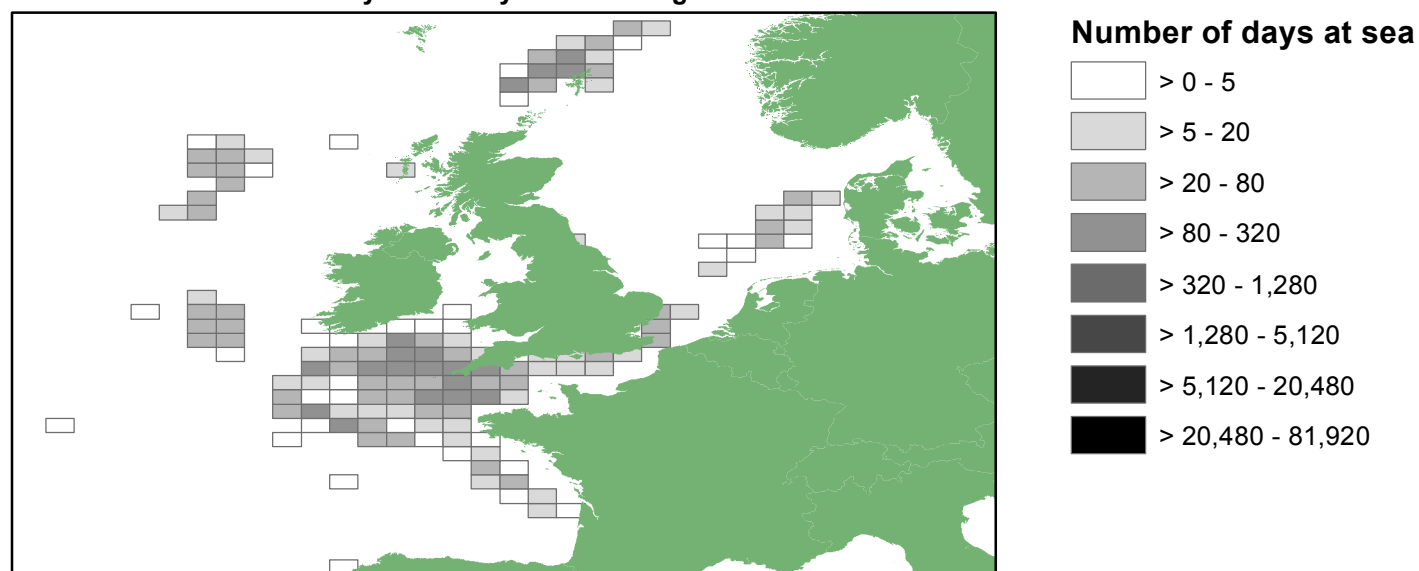 Number of days at sea
> 0 - 5
> 5 - 20
> 20 - 80
> 80 - 320
> 320 - 1,280
> 1,280 - 5,120
> 5,120 - 20,480
> 20,480 - 81,920